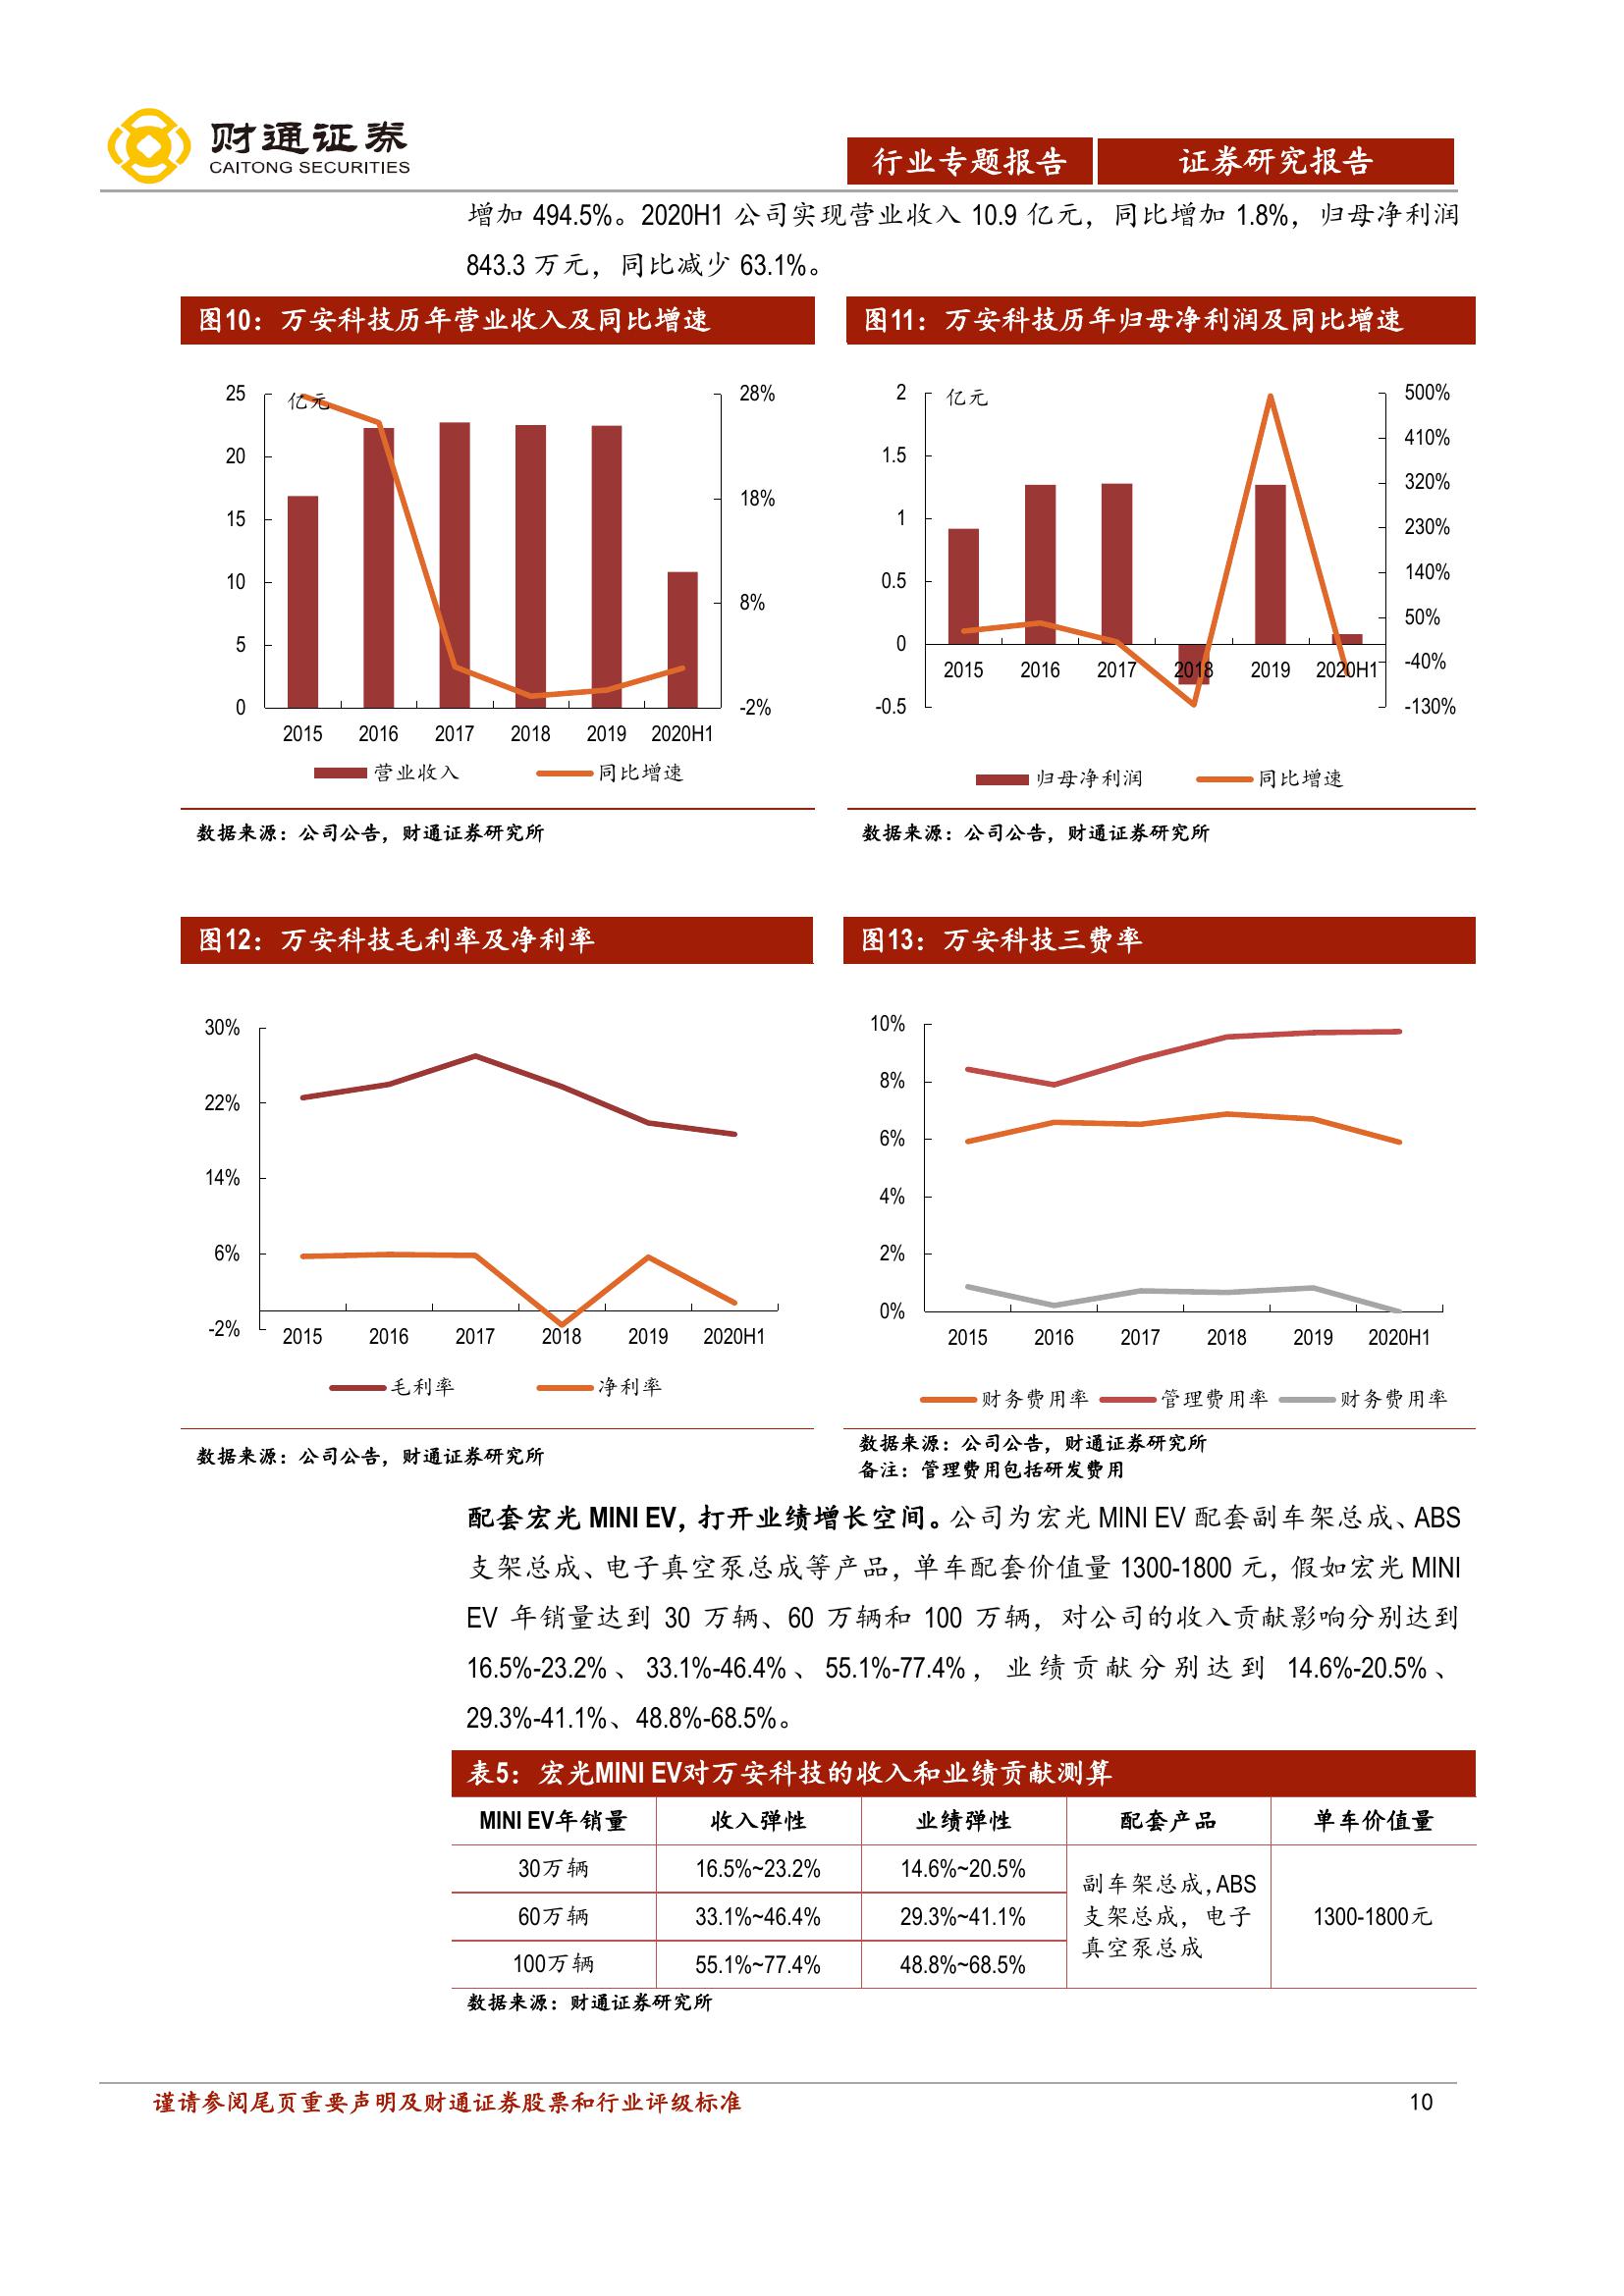 财通证券
CAITONG SECURITIES
行业专题报告 证券研究报告
增加 494.5%。2020H1 公司实现营业收入 10.9 亿元，同比增加 1.8%，归母净利润
843.3 万元，同比减少 63.1%。
图10：万安科技历年营业收入及同比增速
亿元
25
20
15
10
5
0
28%
18%
8%
-2%
2015 2016 2017 2018 2019 2020H1
营业收入 同比增速
数据来源：公司公告，财通证券研究所
图11：万安科技历年归母净利润及同比增速
亿元
2
1.5
1
0.5
0
-0.5
500%
410%
320%
230%
140%
50%
-40%
-130%
2015 2016 2017 2018 2019 2020H1
归母净利润 同比增速
数据来源：公司公告，财通证券研究所
图12：万安科技毛利率及净利率
30%
22%
14%
6%
-2%
2015 2016 2017 2018 2019 2020H1
毛利率 净利率
数据来源：公司公告，财通证券研究所
图13：万安科技三费率
10%
8%
6%
4%
2%
0%
2015 2016 2017 2018 2019 2020H1
财务费用率 管理费用率 财务费用率
数据来源：公司公告，财通证券研究所
备注：管理费用包括研发费用
配套宏光 MINI EV，打开业绩增长空间。公司为宏光 MINI EV 配套副车架总成、ABS
支架总成、电子真空泵总成等产品，单车配套价值量 1300-1800 元，假如宏光 MINI
EV 年销量达到 30 万辆、60 万辆和 100 万辆，对公司的收入贡献影响分别达到
16.5%-23.2%、33.1%-46.4%、55.1%-77.4%，业绩贡献分别达到 14.6%-20.5%、
29.3%-41.1%、48.8%-68.5%。
表5：宏光MINI EV对万安科技的收入和业绩贡献测算
MINI EV年销量 收入弹性 业绩弹性 配套产品 单车价值量
30万辆 16.5%~23.2% 14.6%~20.5%
60万辆 33.1%~46.4% 29.3%~41.1%
100万辆 55.1%~77.4% 48.8%~68.5%
副车架总成，ABS
支架总成，电子
真空泵总成
1300-1800元
数据来源：财通证券研究所
谨请参阅尾页重要声明及财通证券股票和行业评级标准 10